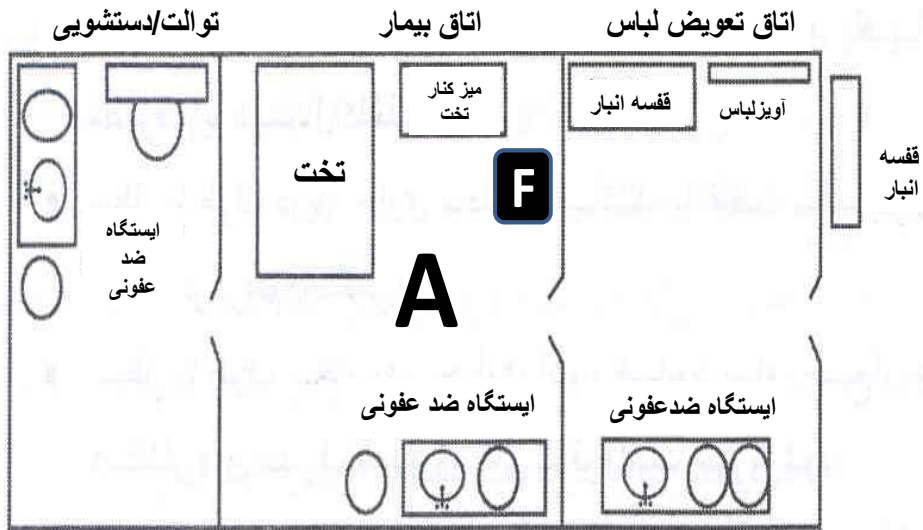 اتاق تعویض لباس
اتاق بیمار
توالت/دستشویی
قفسه انبار
آویزلباس
میز کنار
تخت
تخت
قفسه
انبار
F
ایستگاه
ضد
عفونی
A
ایستگاه ضدعفونی
ایستگاه ضد عفونی